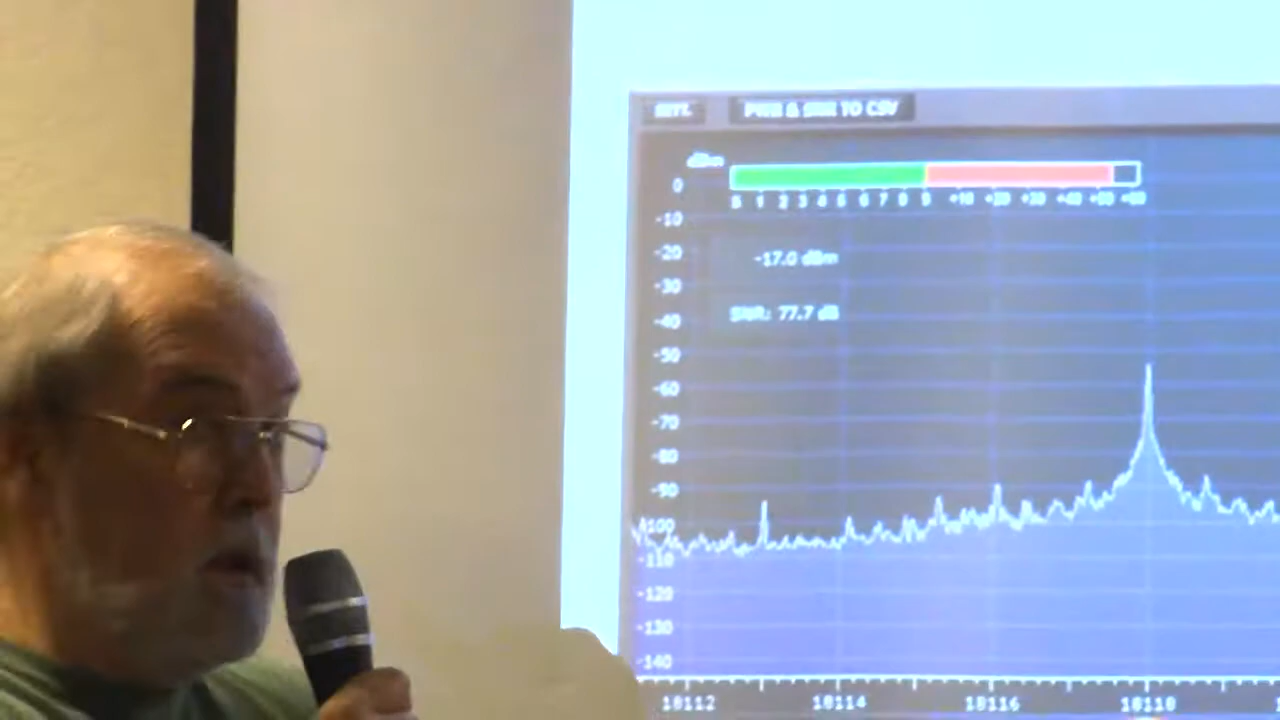 PWR & SNR TO CSV
dBm
S 1 2 3 4 5 6 7 8 9 +10 +20 +30 +40 +50 +60
0
-10
-20
-17.0 dBm
-30
SNR: 77.7 dB
-40
-50
-60
-70
-80
-90
-100
-110
-120
-130
-140
18112 18114 18116 18118